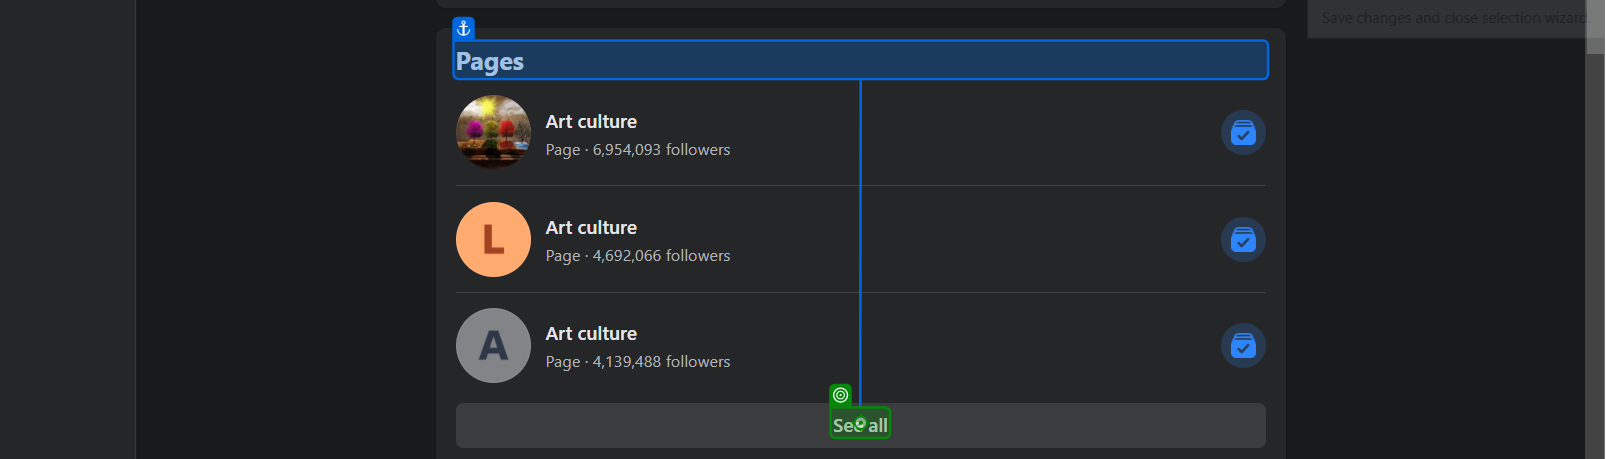 Save changes and close selection wizard.
Pages
Art culture
Page · 6,954,093 followers
L
Art culture
Page · 4,692,066 followers
A
Art culture
Page · 4,139,488 followers
See all